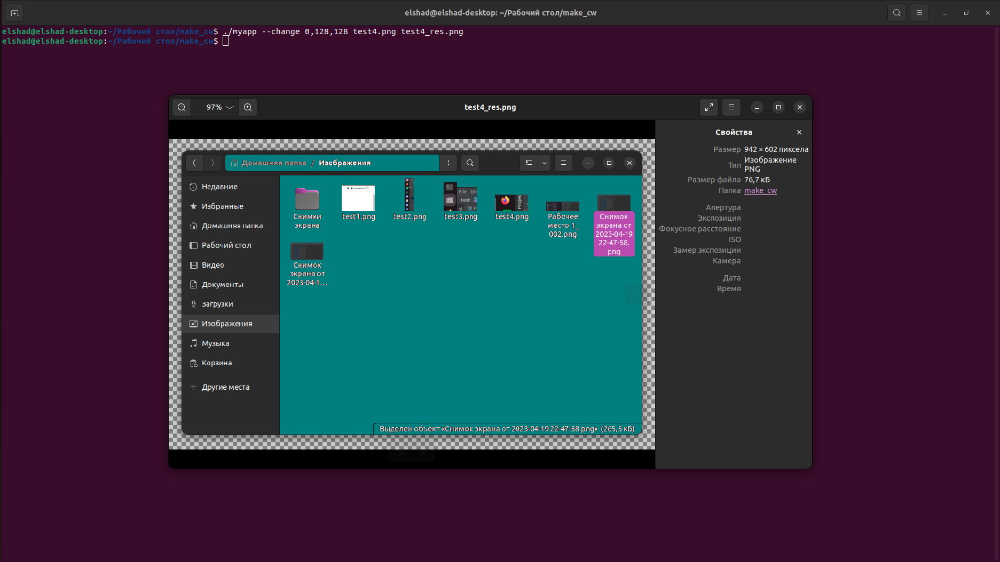 elshad@elshad-desktop: ~/Рабочий стол/make_cw
elshad@elshad-desktop:~/Рабочий стол/make_cw$ ./myapp --change 0,128,128 test4.png test4_res.png
elshad@elshad-desktop:~/Рабочий стол/make_cw$
97%
test4_res.png
Домашняя папка / Изображения
Недавние
Избранные
Домашняя папка
Рабочий стол
Видео
Документы
Загрузки
Изображения
Музыка
Корзина
Другие места
Снимки
экрана
test1.png
test2.png
File Edi
test
test3.png
Projec
test4.png
Рабочее
место 1_
002.png
Снимок
экрана от
2023-04-19
22-47-58.
png
Снимок
экрана от
2023-04-1…
Выделен объект «Снимок экрана от 2023-04-19 22-47-58.png» (265,5 кБ)
Свойства
Размер 942 × 602 пиксела
Тип Изображение
PNG
Размер файла 76,7 кБ
Папка make_cw
Апертура
Экспозиция
Фокусное расстояние
ISO
Замер экспозиции
Камера
Дата
Время